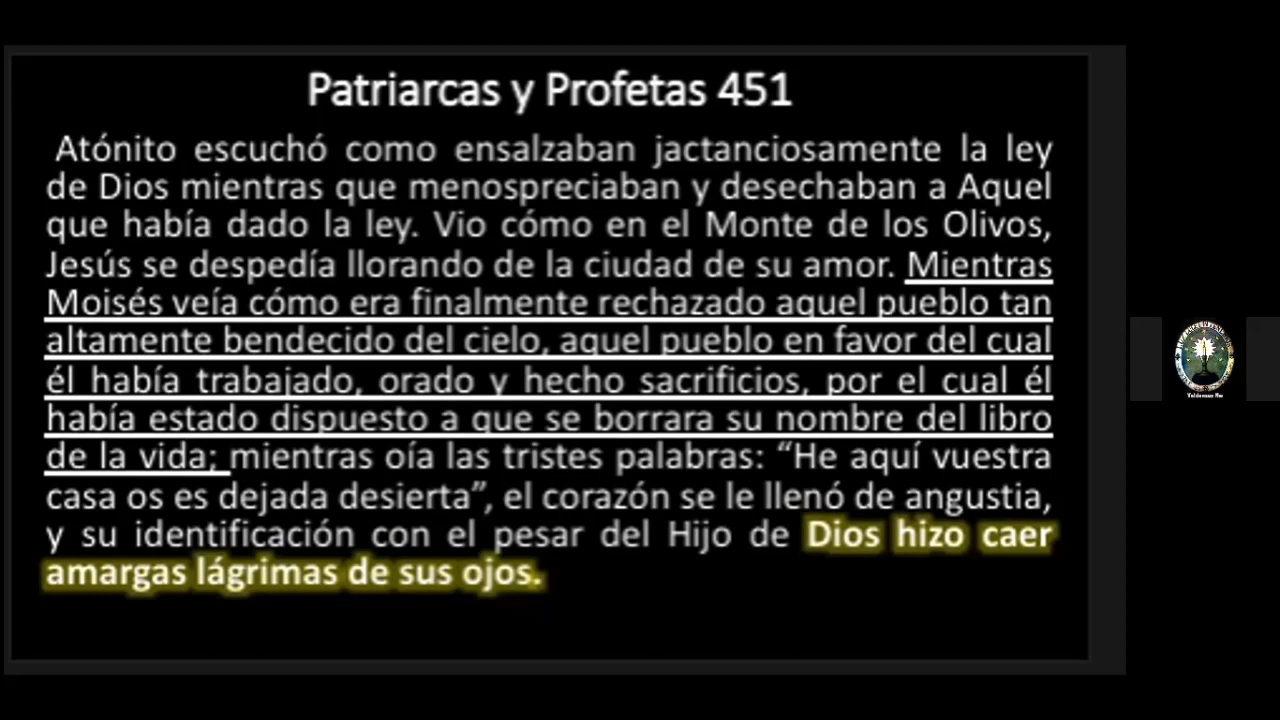 Patriarcas y Profetas 451
Atónito escuchó como ensalzaban jactanciosamente la ley
de Dios mientras que menospreciaban y desechaban a Aquel
que había dado la ley. Vio cómo en el Monte de los Olivos,
Jesús se despedía llorando de la ciudad de su amor. Mientras
Moisés veía cómo era finalmente rechazado aquel pueblo tan
altamente bendecido del cielo, aquel pueblo en favor del cual
él había trabajado, orado y hecho sacrificios, por el cual él
había estado dispuesto a que se borrara su nombre del libro
de la vida; mientras oía las tristes palabras: “He aquí vuestra
casa os es dejada desierta”, el corazón se le llenó de angustia,
y su identificación con el pesar del Hijo de Dios hizo caer
amargas lágrimas de sus ojos.